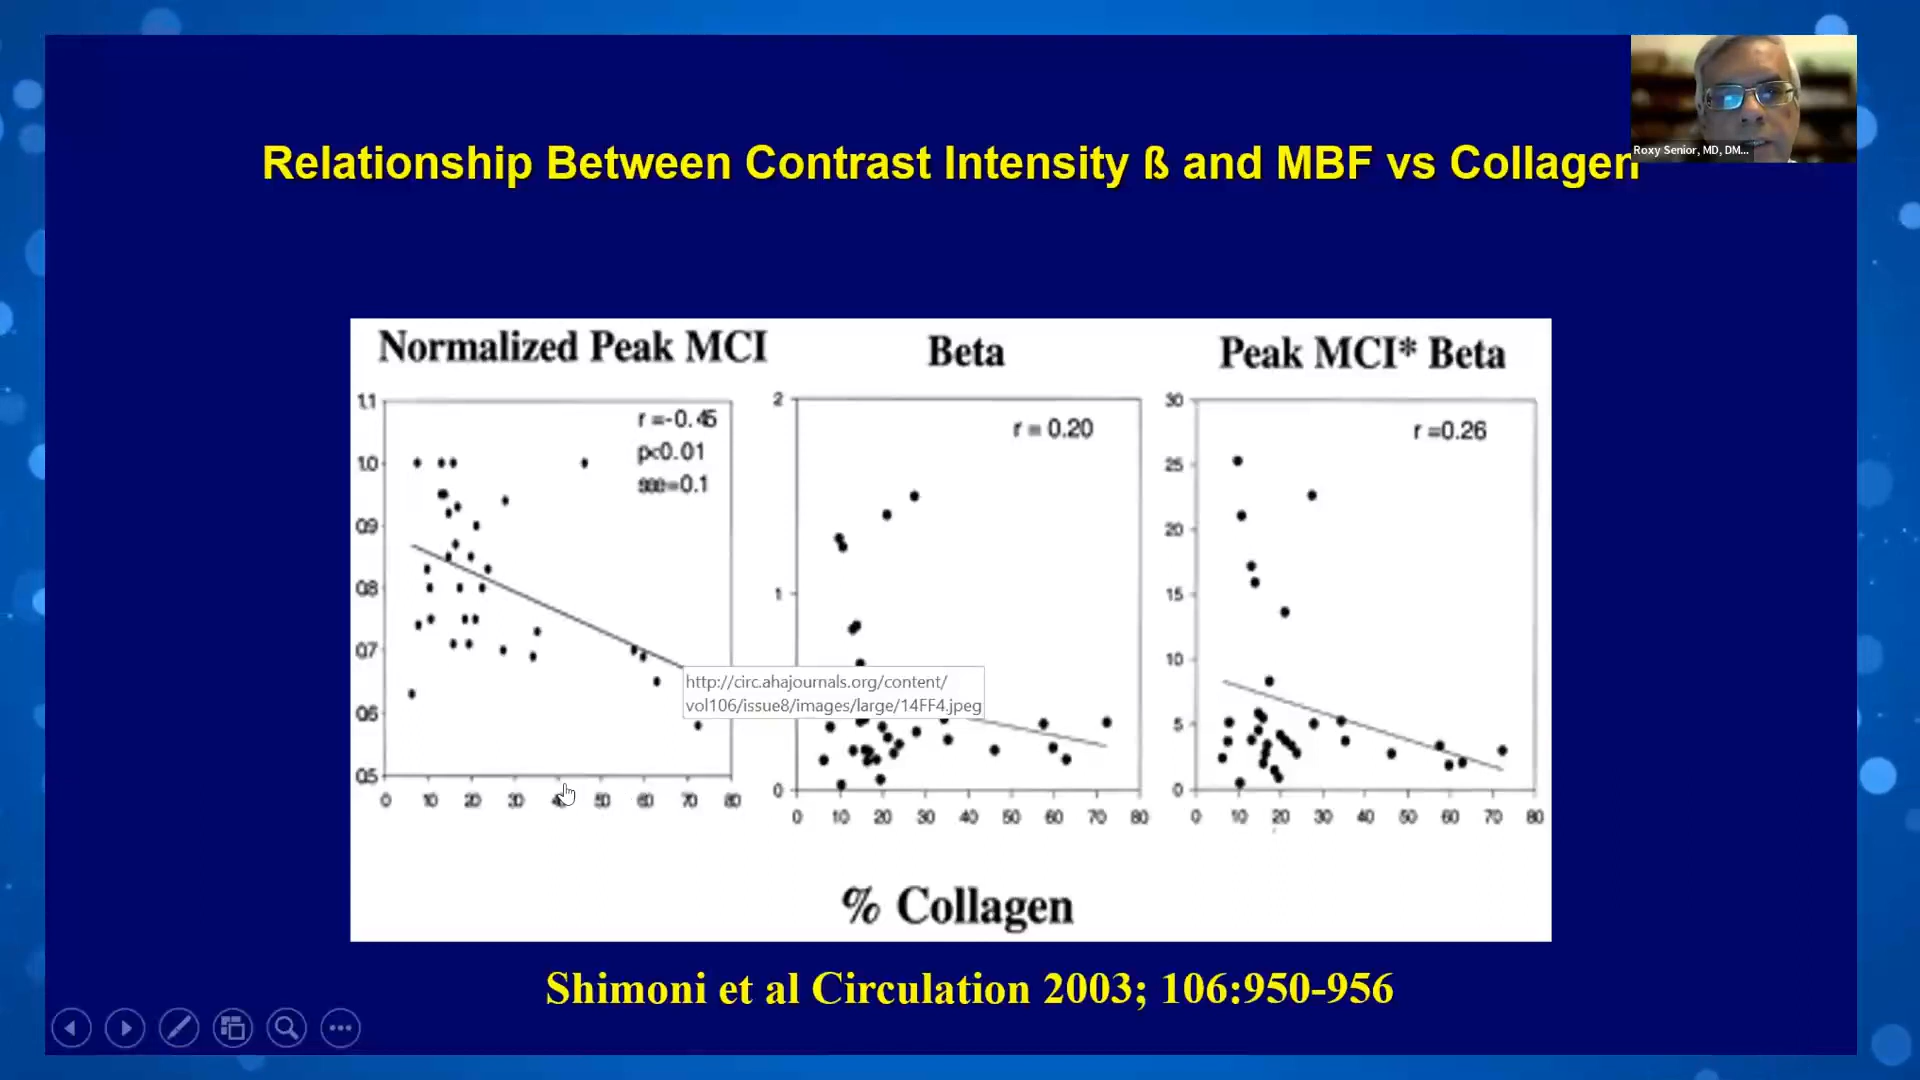 Roxy Senior, MD, DM...
Relationship Between Contrast Intensity ß and MBF vs Collagen
Normalized Peak MCI
Beta
Peak MCI* Beta
r =-0.45
p<0.01
see=0.1
1.1
1.0
0.9
0.8
0.7
0.6
0.5
0 10 20 30 50 60 70 80
r = 0.20
2
1
0
0 10 20 30 40 50 60 70 80
r =0.26
30
25
20
15
10
5
0
0 10 20 30 40 50 60 70 80
http://circ.ahajournals.org/content/
vol106/issue8/images/large/14FF4.jpeg
% Collagen
Shimoni et al Circulation 2003; 106:950-956